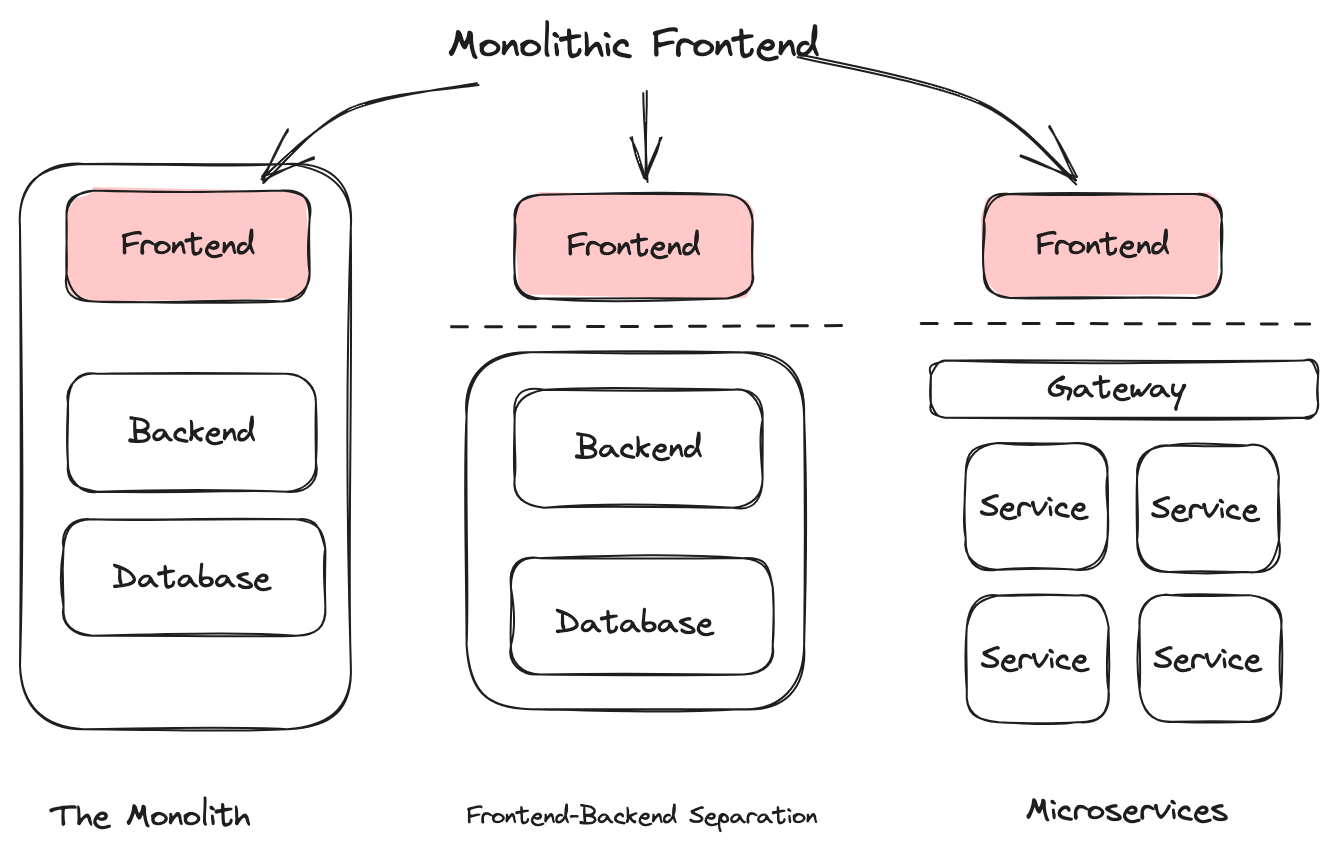 Monolithic Frontend
Frontend
Backend
Database
The Monolith
Frontend
Backend
Database
Frontend-Backend Separation
Frontend
Gateway
Service
Service
Service
Service
Microservices